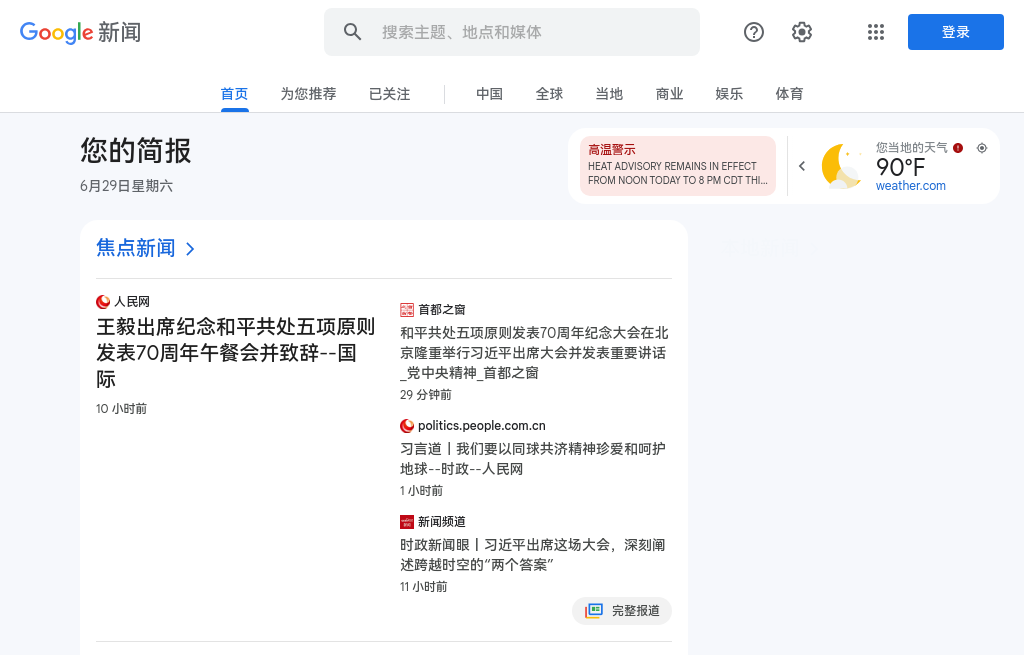 Google 新闻
搜索主题、地点和媒体
登录
首页 为您推荐 已关注 中国 全球 当地 商业 娱乐 体育
您的简报
6月29日星期六
高温警示
HEAT ADVISORY REMAINS IN EFFECT
FROM NOON TODAY TO 8 PM CDT THI...
您当地的天气
90°F
weather.com
焦点新闻
人民网
王毅出席纪念和平共处五项原则
发表70周年午餐会并致辞--国
际
10 小时前
首都之窗
和平共处五项原则发表70周年纪念大会在北
京隆重举行习近平出席大会并发表重要讲话
_党中央精神_首都之窗
29 分钟前
politics.people.com.cn
习言道丨我们要以同球共济精神珍爱和呵护
地球--时政--人民网
1 小时前
新闻频道
时政新闻眼丨习近平出席这场大会，深刻阐
述跨越时空的“两个答案”
11 小时前
完整报道